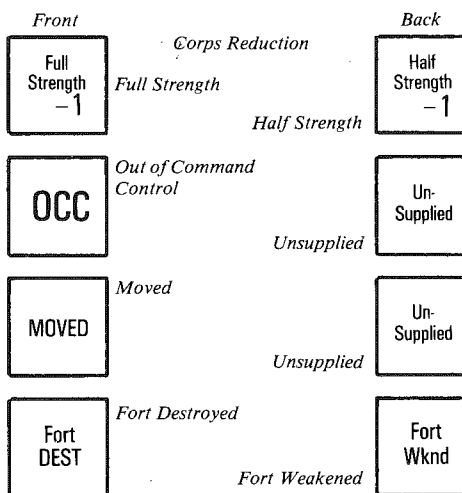 Front
Back
Corps Reduction
Full
Strength
–1
Full Strength
Half
Strength
–1
Half Strength
OCC
Out of Command
Control
Un-
Supplied
Unsupplied
MOVED
Moved
Un-
Supplied
Unsupplied
Fort
DEST
Fort Destroyed
Fort
Wknd
Fort Weakened